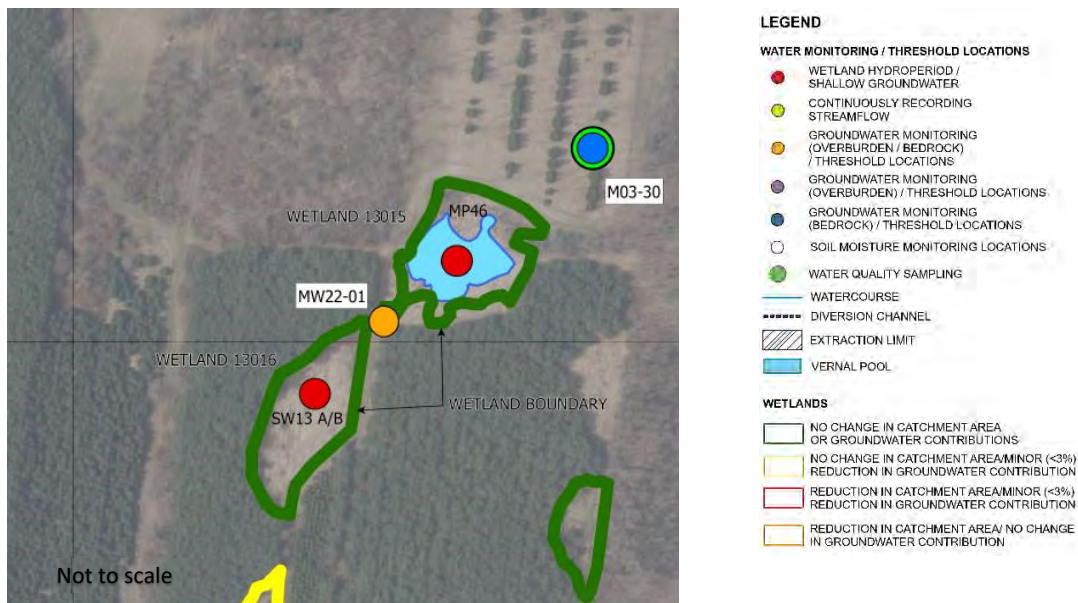 M03-30
WETLAND 13015
MP46
MW22-01
WETLAND 13016
SW13 A/B
WETLAND BOUNDARY
Not to scale
LEGEND
WATER MONITORING / THRESHOLD LOCATIONS
WETLAND HYDROPERIOD /
SHALLOW GROUNDWATER
CONTINUOUSLY RECORDING
STREAMFLOW
GROUNDWATER MONITORING
(OVERBURDEN / BEDROCK)
/ THRESHOLD LOCATIONS
GROUNDWATER MONITORING
(OVERBURDEN) / THRESHOLD LOCATIONS
GROUNDWATER MONITORING
(BEDROCK) / THRESHOLD LOCATIONS
SOIL MOISTURE MONITORING LOCATIONS
WATER QUALITY SAMPLING
WATERCOURSE
DIVERSION CHANNEL
EXTRACTION LIMIT
VERNAL POOL
WETLANDS
NO CHANGE IN CATCHMENT AREA
OR GROUNDWATER CONTRIBUTIONS
NO CHANGE IN CATCHMENT AREA/MINOR (<3%)
REDUCTION IN GROUNDWATER CONTRIBUTION
REDUCTION IN CATCHMENT AREA/MINOR (<3%)
REDUCTION IN GROUNDWATER CONTRIBUTION
REDUCTION IN CATCHMENT AREA/ NO CHANGE
IN GROUNDWATER CONTRIBUTION